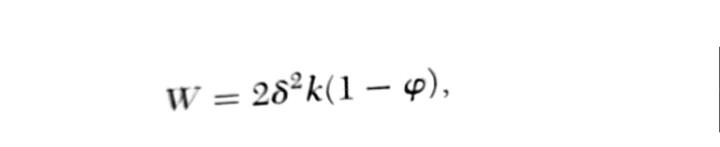 W = 2δ²k(1 − φ),